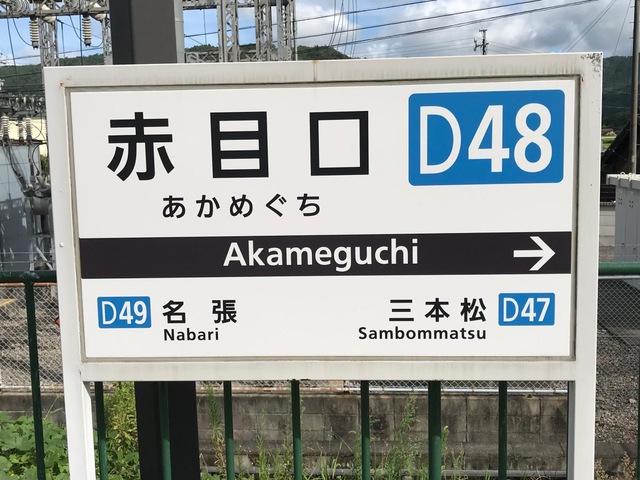 赤目口 D48
あかめぐち
Akameguchi →
D49 名張 三本松 D47
Nabari Sambommatsu